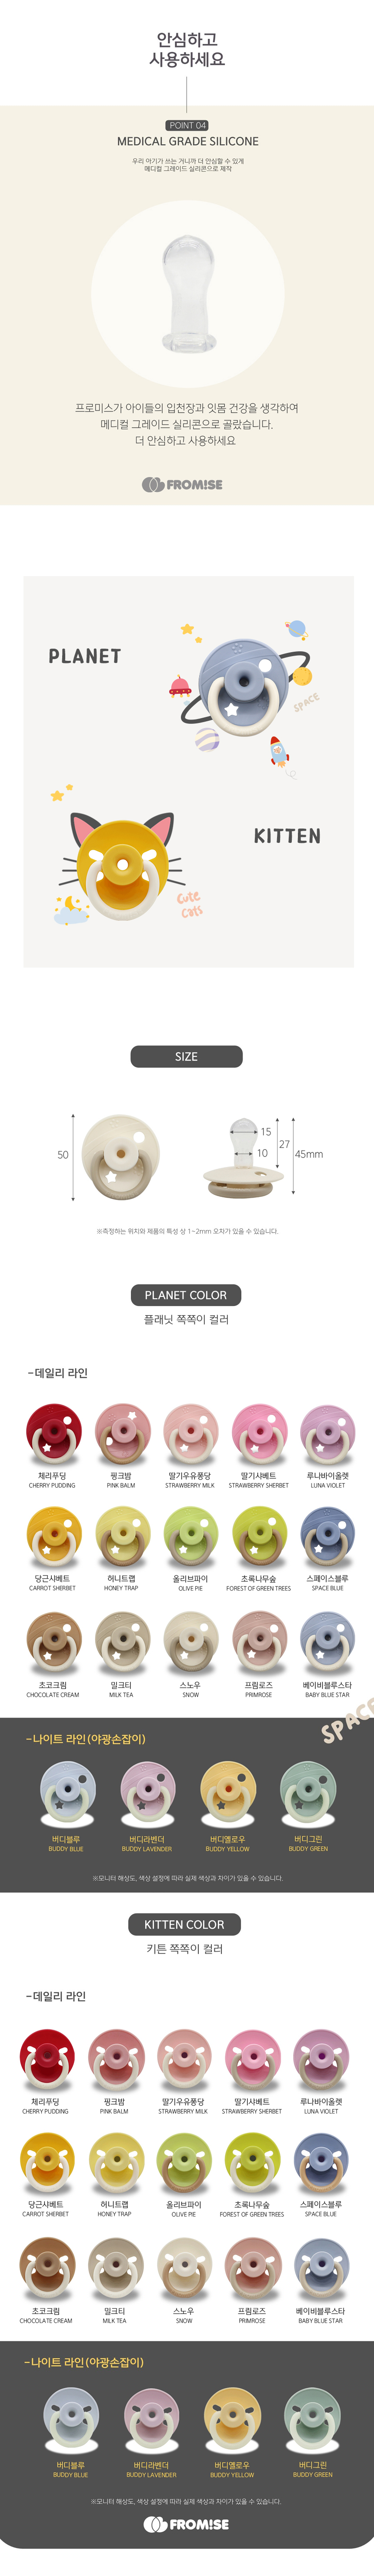 안심하고
사용하세요
POINT 04
MEDICAL GRADE SILICONE
우리 아기가 쓰는 거니까 더 안심할 수 있게
메디컬 그레이드 실리콘으로 제작
프로미스가 아이들의 입천장과 잇몸 건강을 생각하여
메디컬 그레이드 실리콘으로 골랐습니다.
더 안심하고 사용하세요
FROM!SE
PLANET
SPACE
KITTEN
Cute
Cats
SIZE
50
15
10
27
45mm
※측정하는 위치와 제품의 특성 상 1~2mm 오차가 있을 수 있습니다.
PLANET COLOR
플래닛 쪽쪽이 컬러
-데일리 라인
체리푸딩 핑크밤 딸기우유퐁당 딸기샤베트 루나바이올렛
CHERRY PUDDING PINK BALM STRAWBERRY MILK STRAWBERRY SHERBET LUNA VIOLET
당근샤베트 허니트랩 올리브파이 초록나무숲 스페이스블루
CARROT SHERBET HONEY TRAP OLIVE PIE FOREST OF GREEN TREES SPACE BLUE
초코크림 밀크티 스노우 프림로즈 베이비블루스타
CHOCOLATE CREAM MILK TEA SNOW PRIMROSE BABY BLUE STAR
SPACE
-나이트 라인(야광손잡이)
버디블루 버디라벤더 버디옐로우 버디그린
BUDDY BLUE BUDDY LAVENDER BUDDY YELLOW BUDDY GREEN
※모니터 해상도, 색상 설정에 따라 실제 색상과 차이가 있을 수 있습니다.
KITTEN COLOR
키튼 쪽쪽이 컬러
-데일리 라인
체리푸딩 핑크밤 딸기우유퐁당 딸기샤베트 루나바이올렛
CHERRY PUDDING PINK BALM STRAWBERRY MILK STRAWBERRY SHERBET LUNA VIOLET
당근샤베트 허니트랩 올리브파이 초록나무숲 스페이스블루
CARROT SHERBET HONEY TRAP OLIVE PIE FOREST OF GREEN TREES SPACE BLUE
초코크림 밀크티 스노우 프림로즈 베이비블루스타
CHOCOLATE CREAM MILK TEA SNOW PRIMROSE BABY BLUE STAR
-나이트 라인(야광손잡이)
버디블루 버디라벤더 버디옐로우 버디그린
BUDDY BLUE BUDDY LAVENDER BUDDY YELLOW BUDDY GREEN
※모니터 해상도, 색상 설정에 따라 실제 색상과 차이가 있을 수 있습니다.
FROM!SE